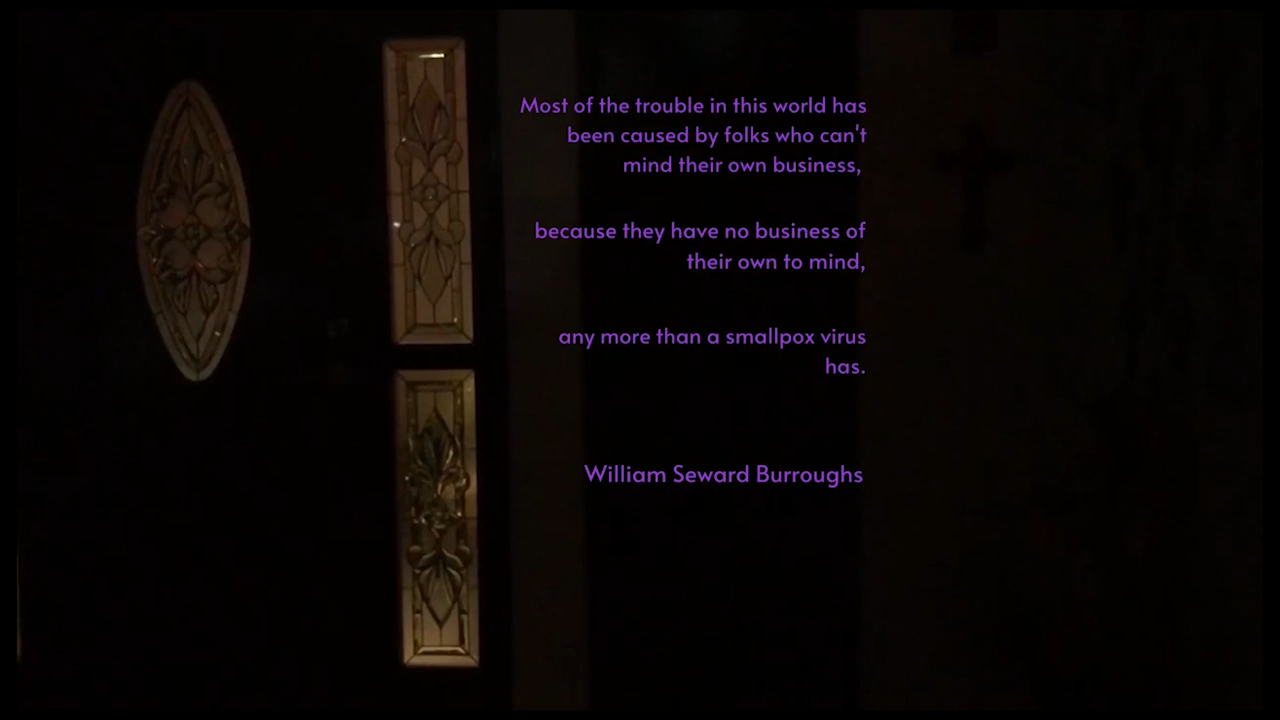 Most of the trouble in this world has
been caused by folks who can't
mind their own business,
because they have no business of
their own to mind,
any more than a smallpox virus
has.
William Seward Burroughs